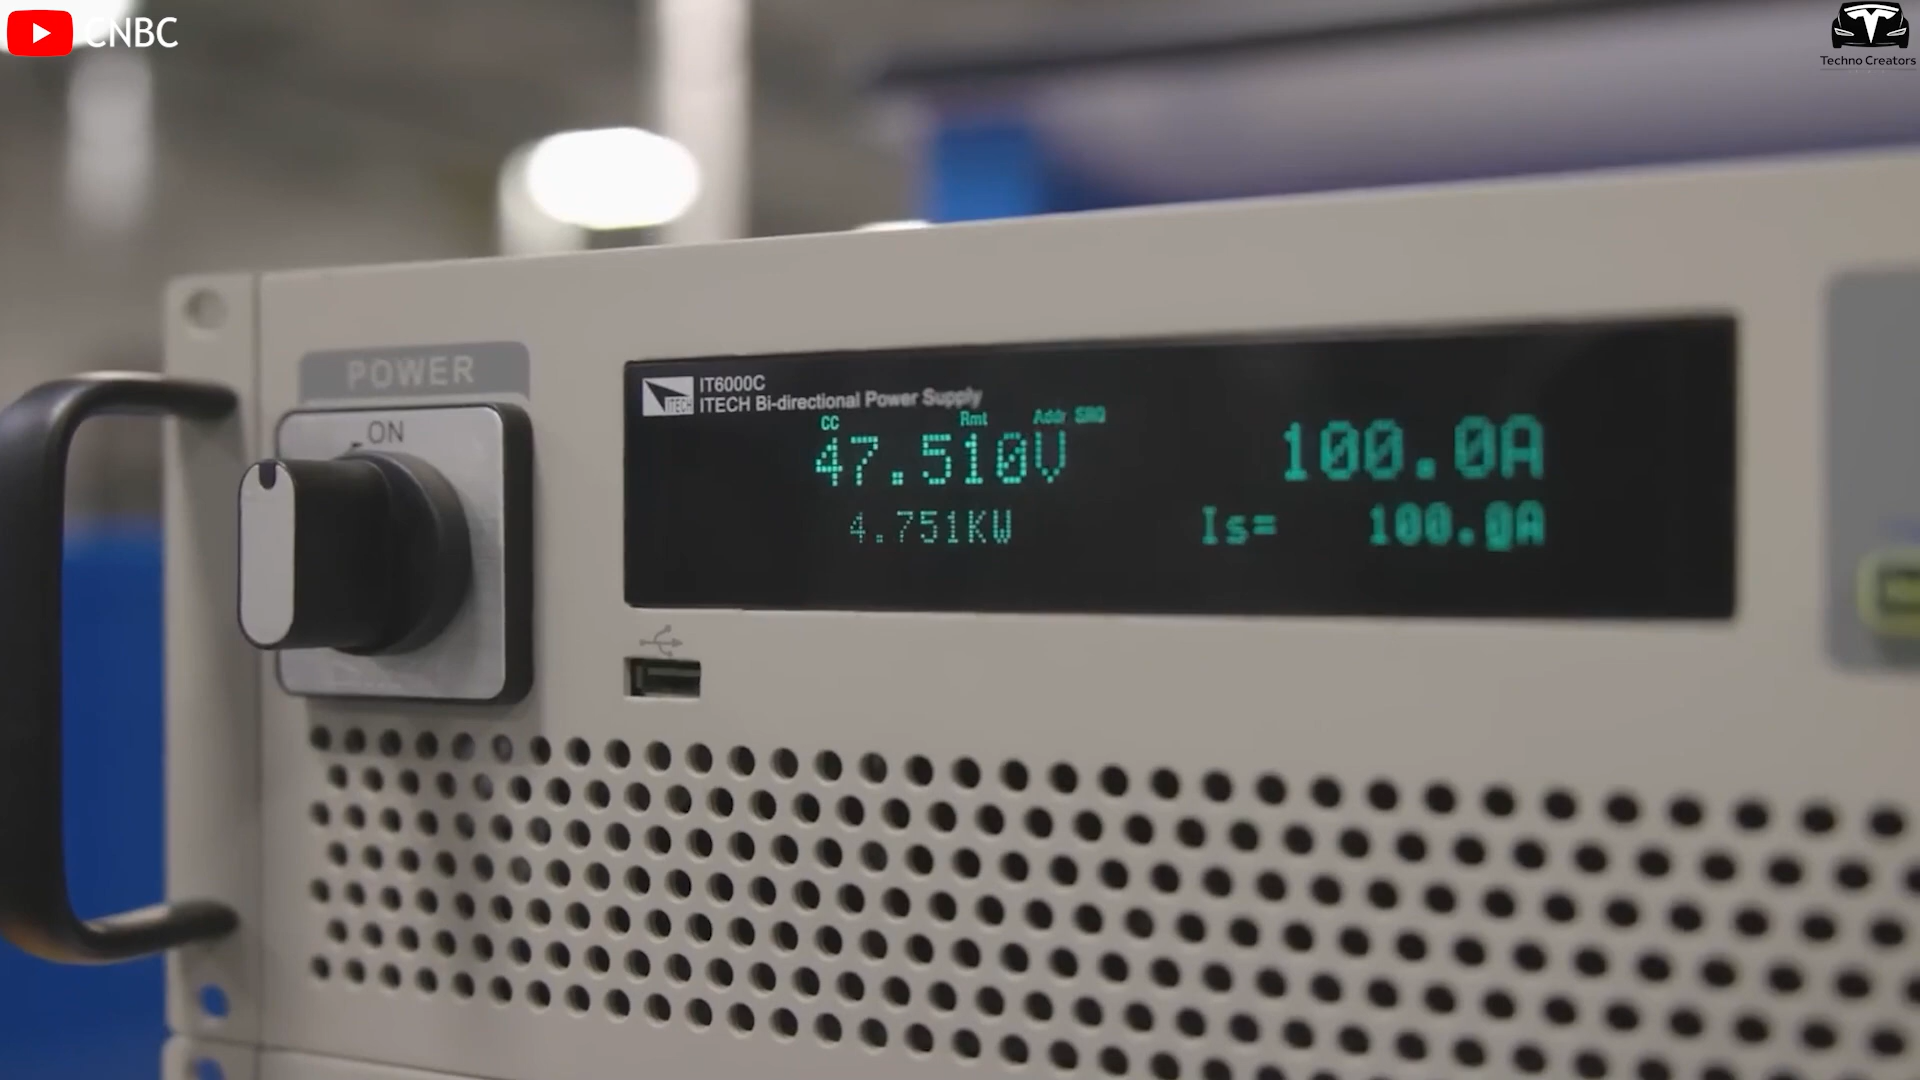 CNBC
Techno Creators
POWER
ON
ITECH
IT6000C
ITECH Bi-directional Power Supply
CC Rmt Addr SRQ
47.510V 100.0A
4.751KW Is= 100.0A